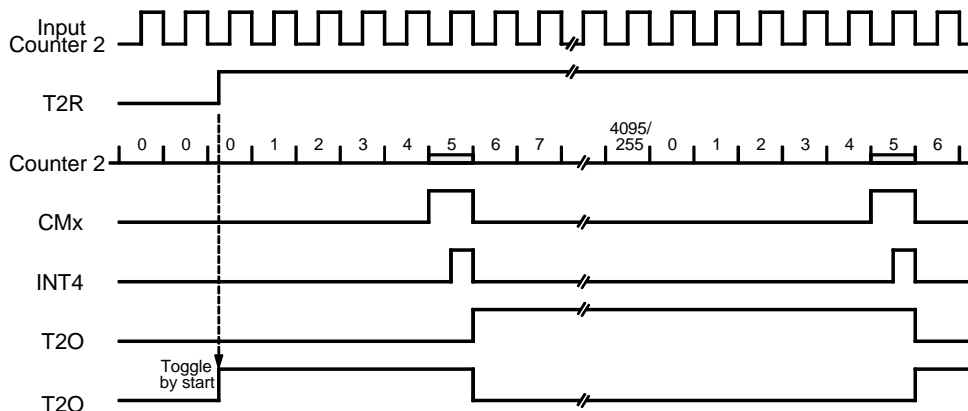 Input
Counter 2
T2R
4095/
0 0 0 1 2 3 4 5 6 7 255 0 1 2 3 4 5 6
Counter 2
CMx
INT4
T2O
Toggle
by start
T2O